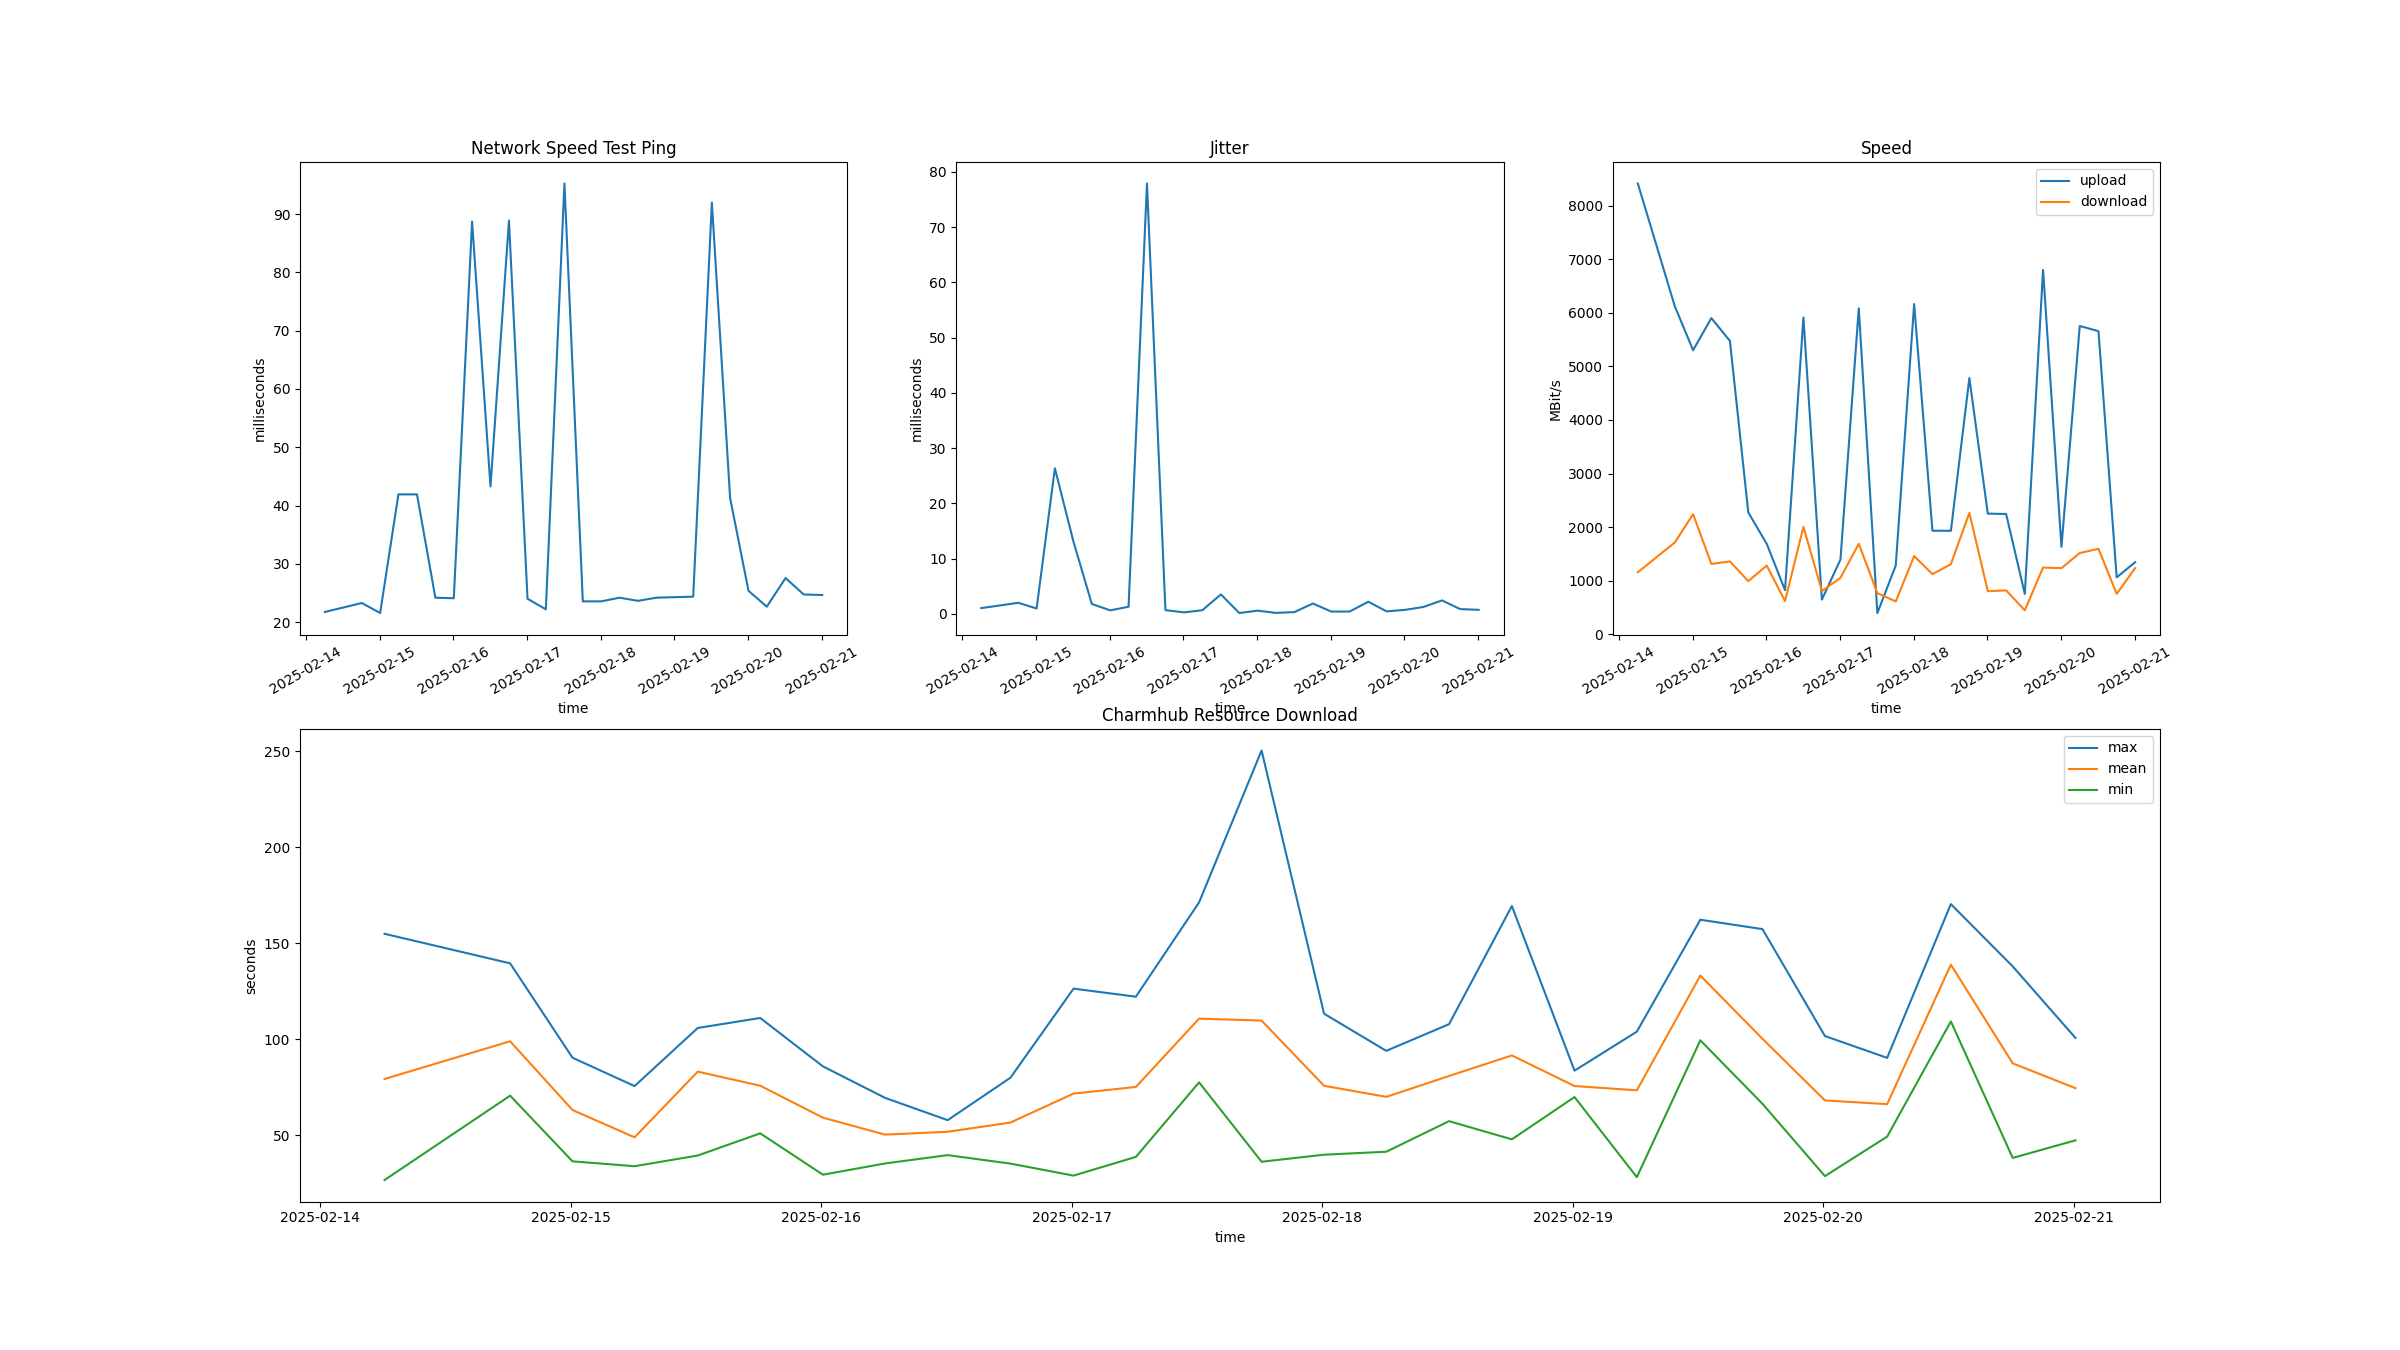 Network Speed Test Ping
milliseconds
90
80
70
60
50
40
30
20
2025-02-14 2025-02-15 2025-02-16 2025-02-17 2025-02-18 2025-02-19 2025-02-20 2025-02-21
time
Jitter
milliseconds
80
70
60
50
40
30
20
10
0
2025-02-14 2025-02-15 2025-02-16 2025-02-17 2025-02-18 2025-02-19 2025-02-20 2025-02-21
time
Speed
upload
download
MBit/s
8000
7000
6000
5000
4000
3000
2000
1000
0
2025-02-14 2025-02-15 2025-02-16 2025-02-17 2025-02-18 2025-02-19 2025-02-20 2025-02-21
time
Charmhub Resource Download
max
mean
min
seconds
250
200
150
100
50
2025-02-14 2025-02-15 2025-02-16 2025-02-17 2025-02-18 2025-02-19 2025-02-20 2025-02-21
time